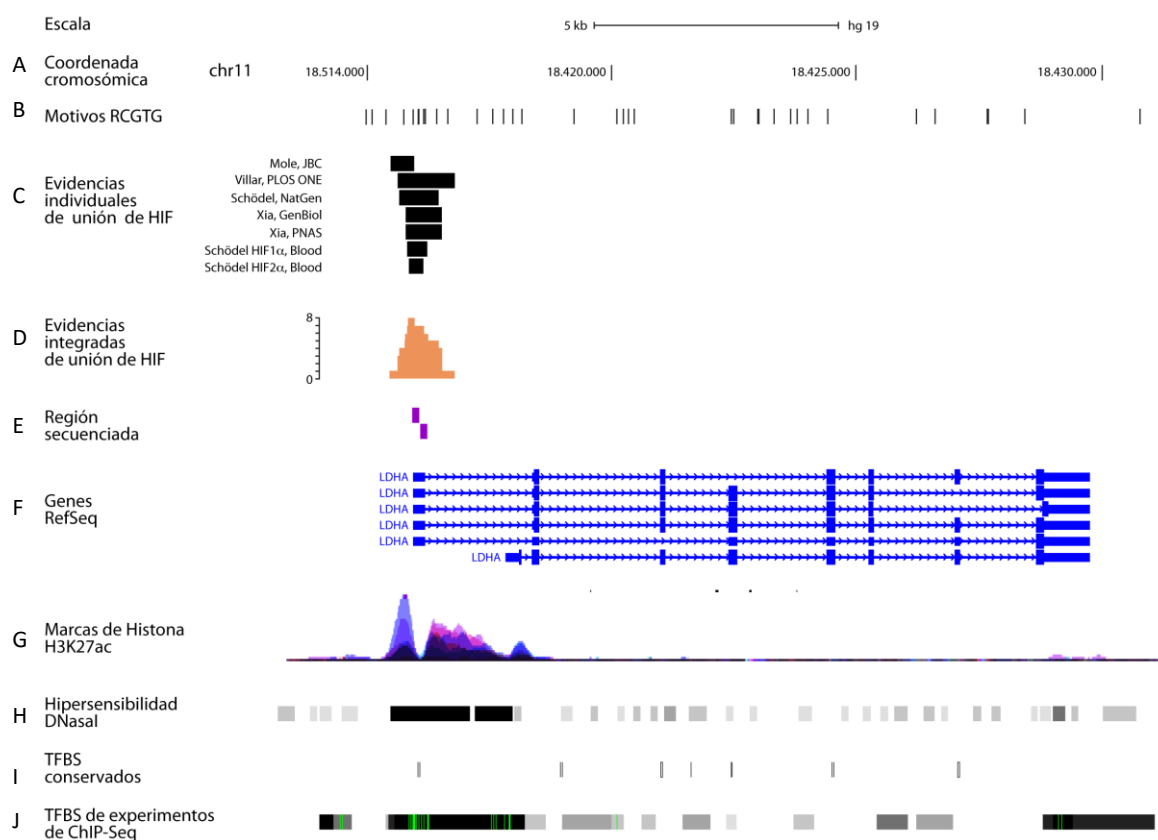 Escala
5 kb
hg 19
A
Coordenada
cromosómica
chr11
18.514.000
18.420.000
18.425.000
18.430.000
B
Motivos RCGTG
C
Evidencias
individuales
de unión de HIF
Mole, JBC
Villar, PLOS ONE
Schödel, NatGen
Xia, GenBiol
Xia, PNAS
Schödel HIF1α, Blood
Schödel HIF2α, Blood
D
Evidencias
integradas
de unión de HIF
8
0
E
Región
secuenciada
F
Genes
RefSeq
LDHA
LDHA
LDHA
LDHA
LDHA
LDHA
G
Marcas de Histona
H3K27ac
H
Hipersensibilidad
DNasaI
I
TFBS
conservados
J
TFBS de experimentos
de ChIP-Seq